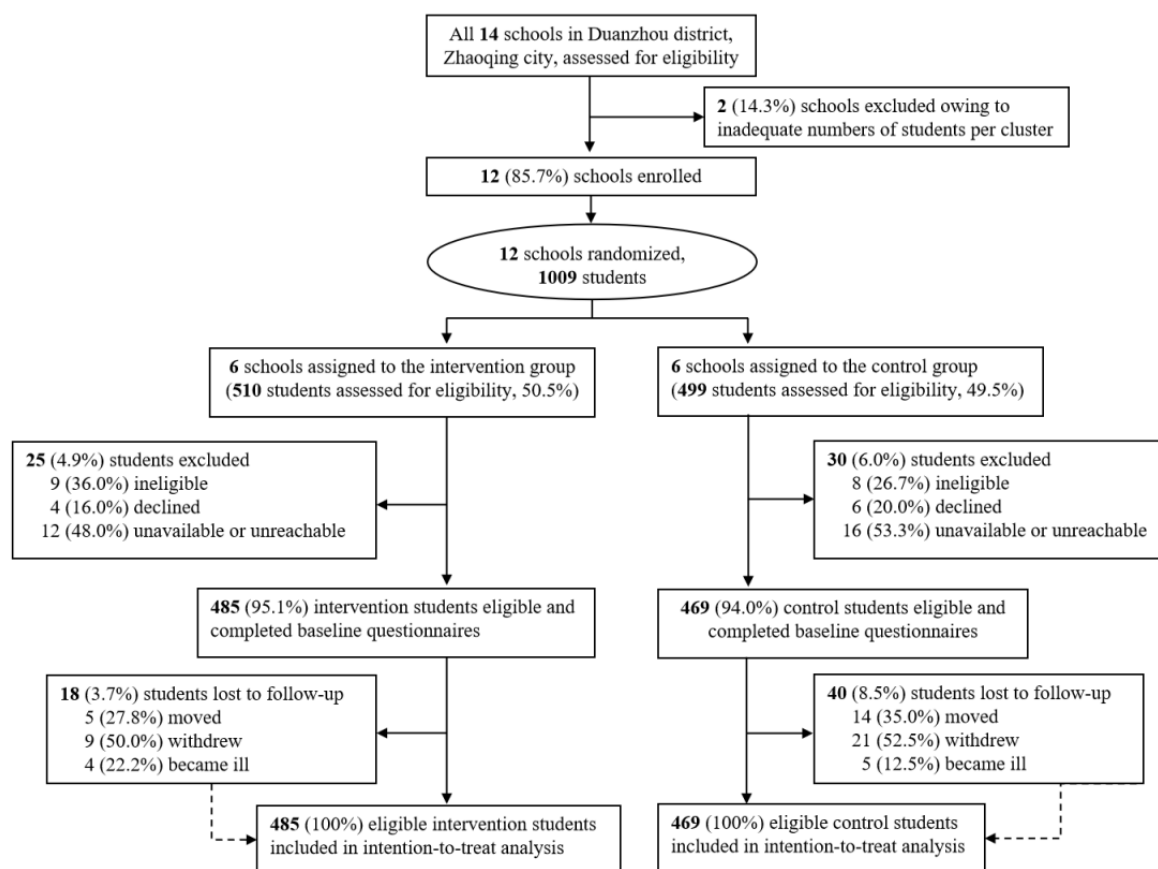 All 14 schools in Duanzhou district,
Zhaoqing city, assessed for eligibility
2 (14.3%) schools excluded owing to
inadequate numbers of students per cluster
12 (85.7%) schools enrolled
12 schools randomized,
1009 students
6 schools assigned to the intervention group
(510 students assessed for eligibility, 50.5%)
6 schools assigned to the control group
(499 students assessed for eligibility, 49.5%)
25 (4.9%) students excluded
9 (36.0%) ineligible
4 (16.0%) declined
12 (48.0%) unavailable or unreachable
30 (6.0%) students excluded
8 (26.7%) ineligible
6 (20.0%) declined
16 (53.3%) unavailable or unreachable
485 (95.1%) intervention students eligible and
completed baseline questionnaires
469 (94.0%) control students eligible and
completed baseline questionnaires
18 (3.7%) students lost to follow-up
5 (27.8%) moved
9 (50.0%) withdrew
4 (22.2%) became ill
40 (8.5%) students lost to follow-up
14 (35.0%) moved
21 (52.5%) withdrew
5 (12.5%) became ill
485 (100%) eligible intervention students
included in intention-to-treat analysis
469 (100%) eligible control students
included in intention-to-treat analysis